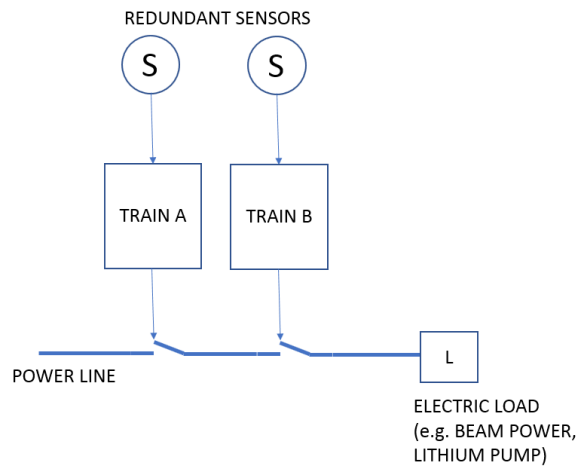 REDUNDANT SENSORS
S
S
TRAIN A
TRAIN B
POWER LINE
L
ELECTRIC LOAD
(e.g. BEAM POWER,
LITHIUM PUMP)